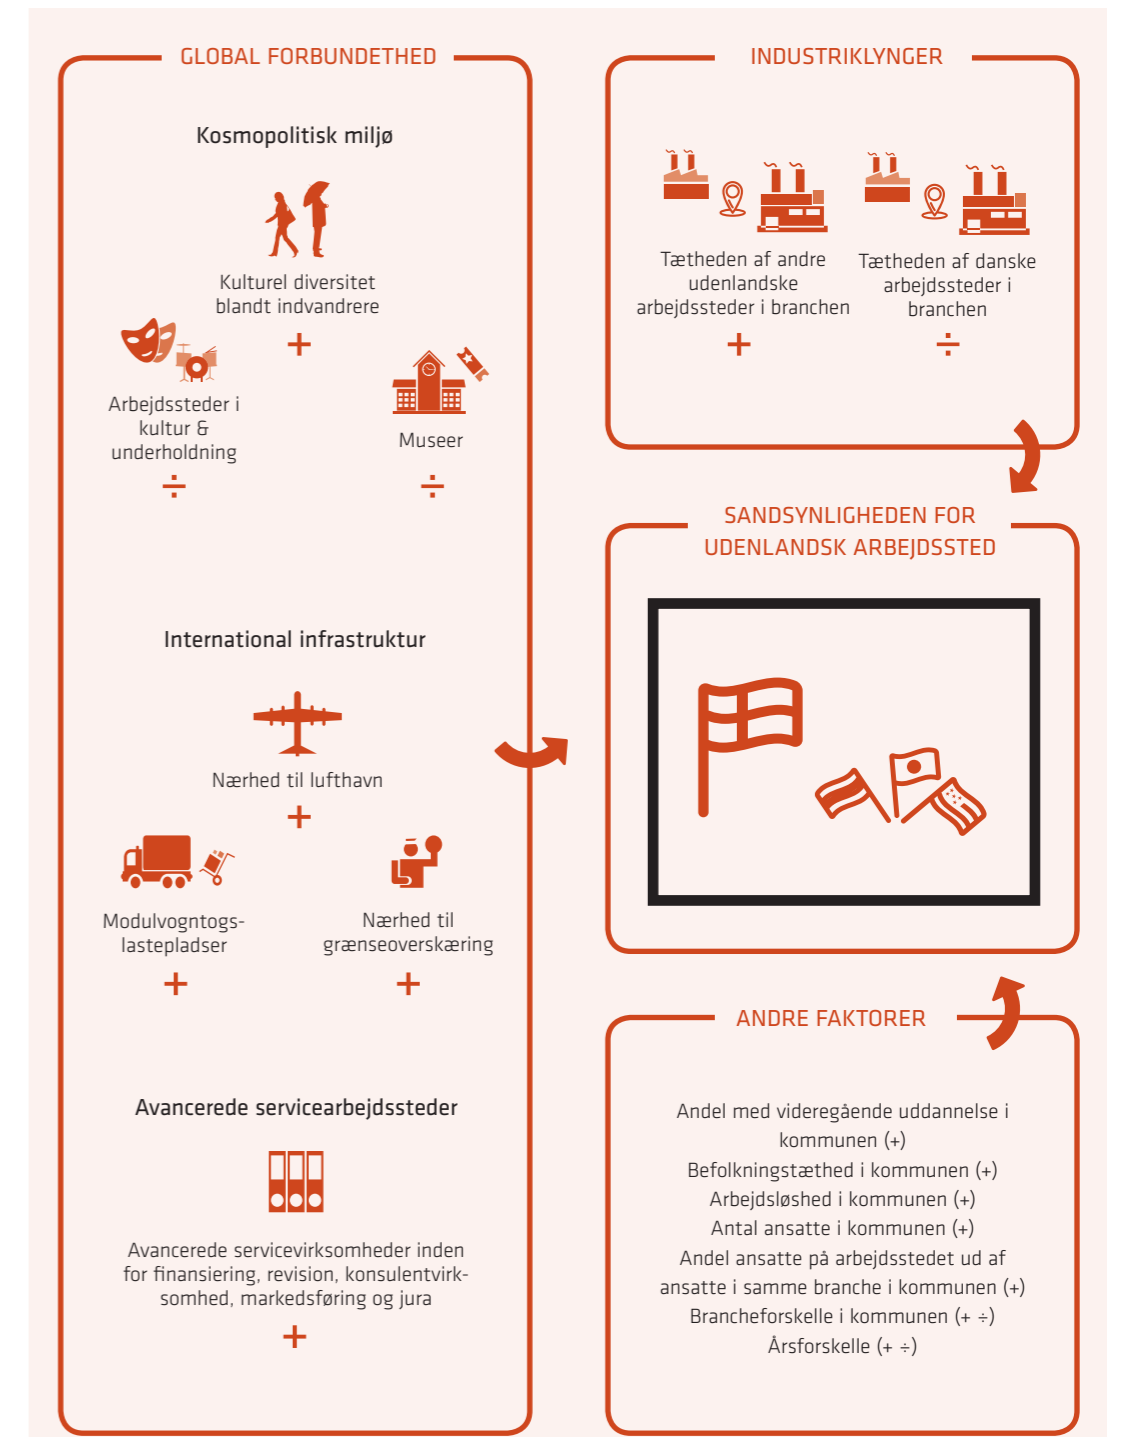 GLOBAL FORBUNDETHED
Kosmopolitisk miljø
Kulturel diversitet
blandt indvandrere
+
Arbejdssteder i
kultur &
underholdning
÷
Museer
÷
International infrastruktur
Nærhed til lufthavn
+
Modulvogntogs-
lastepladser
+
Nærhed til
grænseoverskæring
+
Avancerede servicearbejdssteder
Avancerede servicevirksomheder inden
for finansiering, revision, konsulentvirk-
somhed, markedsføring og jura
+
INDUSTRIKLYNGER
Tætheden af andre
udenlandske
arbejdssteder i branchen
+
Tætheden af danske
arbejdssteder i
branchen
÷
SANDSYNLIGHEDEN FOR
UDENLANDSK ARBEJDSSTED
ANDRE FAKTORER
Andel med videregående uddannelse i
kommunen (+)
Befolkningstæthed i kommunen (+)
Arbejdsløshed i kommunen (+)
Antal ansatte i kommunen (+)
Andel ansatte på arbejdsstedet ud af
ansatte i samme branche i kommunen (+)
Brancheforskelle i kommunen (+ ÷)
Årsforskelle (+ ÷)